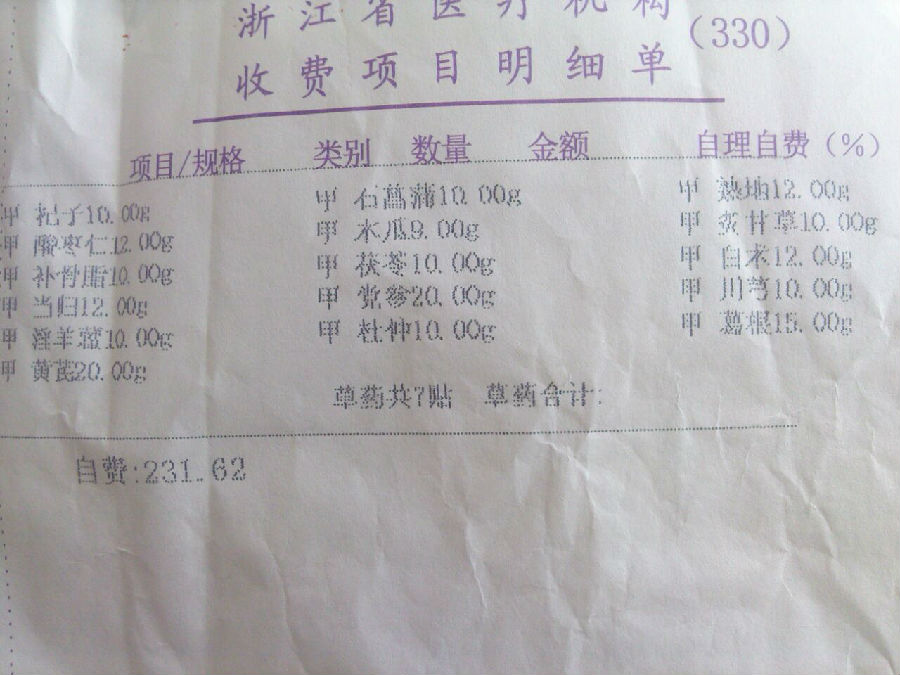 浙江省医疗机构
收费项目明细单 (330)
项目/规格 类别 数量 金额 自理自费(%)
甲 杞子10.00g 甲 石菖蒲10.00g 甲 熟地12.00g
甲 酸枣仁12.00g 甲 木瓜9.00g 甲 炙甘草10.00g
甲 补骨脂10.00g 甲 茯苓10.00g 甲 白术12.00g
甲 当归12.00g 甲 党参20.00g 甲 川芎10.00g
甲 淫羊藿10.00g 甲 杜仲10.00g 甲 葛根15.00g
甲 黄芪20.00g
草药共7贴 草药合计:
自费:231.62